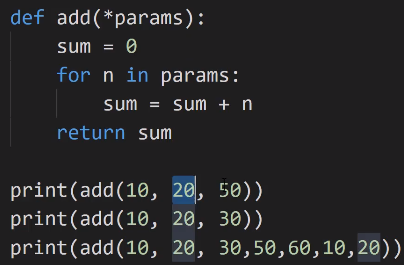 def add(*params):
    sum = 0
    for n in params:
        sum = sum + n
    return sum

print(add(10, 20, 50))
print(add(10, 20, 30))
print(add(10, 20, 30,50,60,10,20))